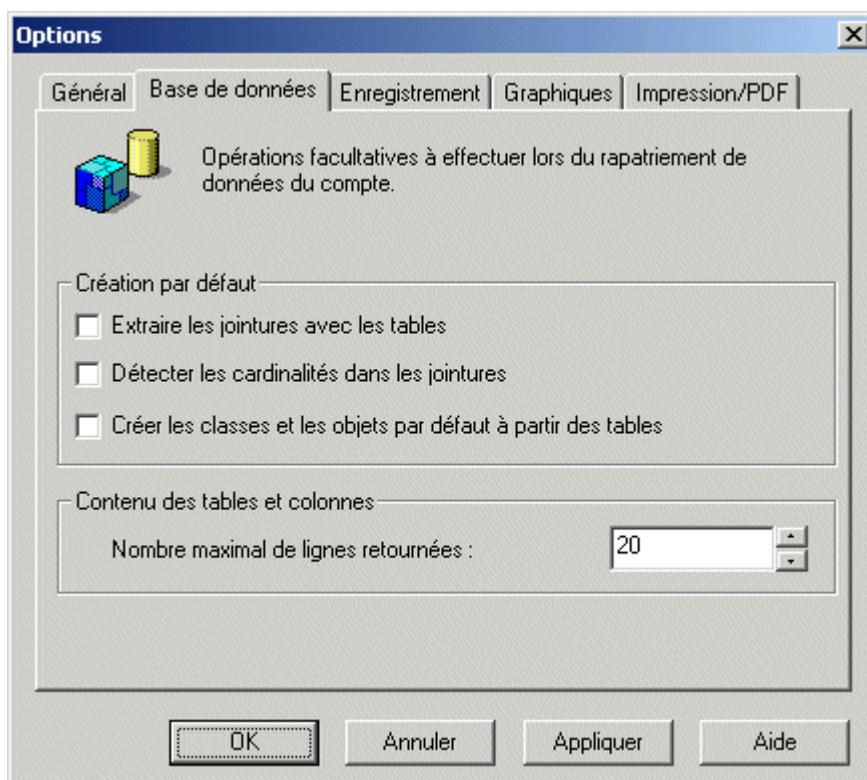 Options
Général Base de données Enregistrement Graphiques Impression/PDF
Opérations facultatives à effectuer lors du rapatriement de
données du compte.
Création par défaut
Extraire les jointures avec les tables
Détecter les cardinalités dans les jointures
Créer les classes et les objets par défaut à partir des tables
Contenu des tables et colonnes
Nombre maximal de lignes retournées : 20
OK Annuler Appliquer Aide